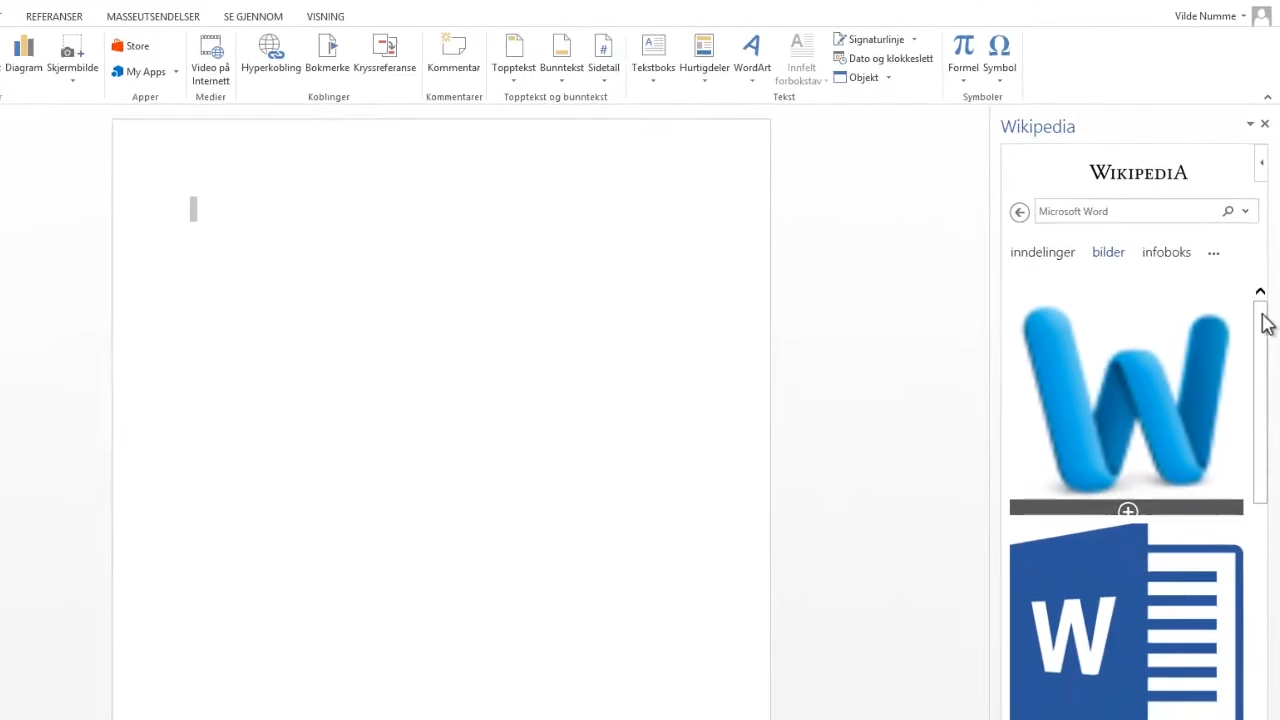 REFERANSER MASSEUTSENDELSER SE GJENNOM VISNING Vilde Numme
Diagram Skjermbilde
Store
My Apps
Apper
Video på
Internett
Medier
Hyperkobling Bokmerke Kryssreferanse
Koblinger
Kommentar
Kommentarer
Topptekst Bunntekst Sidetall
Topptekst og bunntekst
Tekstboks Hurtigdeler WordArt Innfelt
forbokstav
Signaturlinje
Dato og klokkeslett
Objekt
Tekst
Formel Symbol
Symboler
Wikipedia
WIKIPEDIA
Microsoft Word
inndelinger bilder infoboks ...
W
W